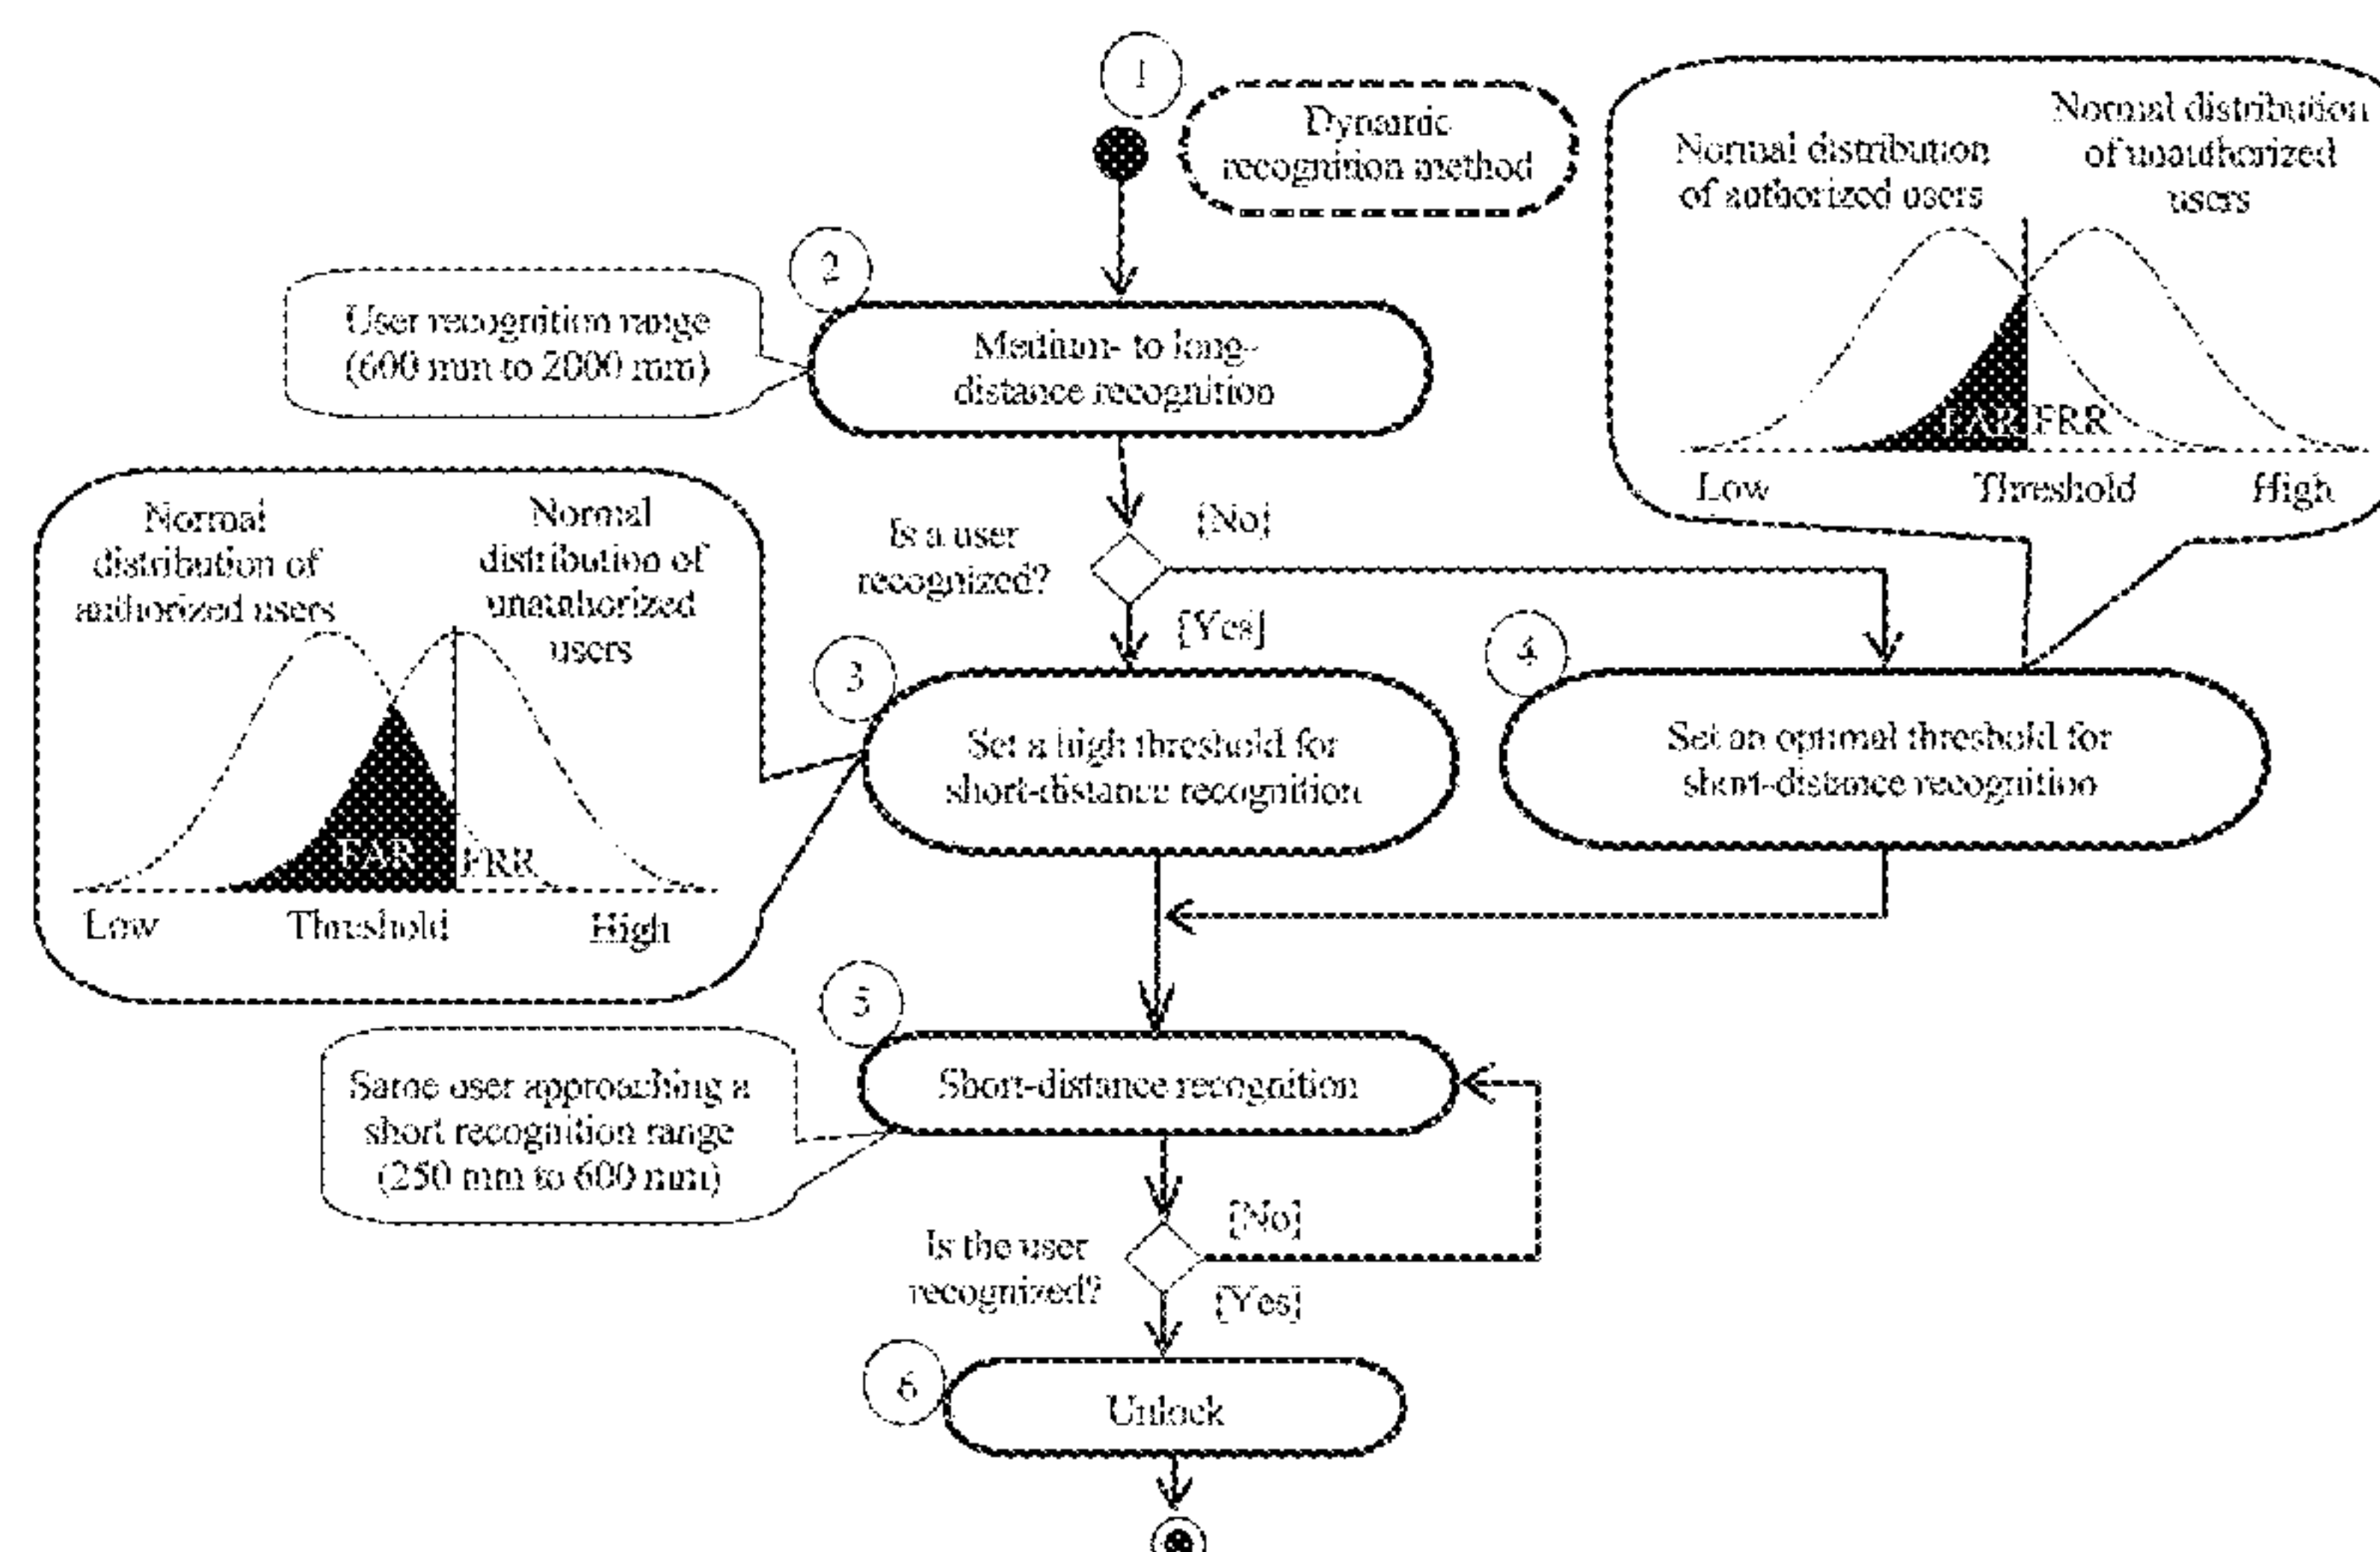 1
Dynamic
recognition method
Normal distribution
of authorized users
Normal distribution
of unauthorized
users
FAR FRR
Low Threshold High
2
User recognition range
(600 mm to 2000 mm)
Medium- to long-
distance recognition
Is a user
recognized?
[No]
[Yes]
Normal
distribution of
authorized users
Normal
distribution of
unauthorized
users
FAR FRR
Low Threshold High
3
Set a high threshold for
short-distance recognition
4
Set an optimal threshold for
short-distance recognition
5
Same user approaching a
short recognition range
(250 mm to 600 mm)
Short-distance recognition
Is the user
recognized?
[No]
[Yes]
6
Unlock